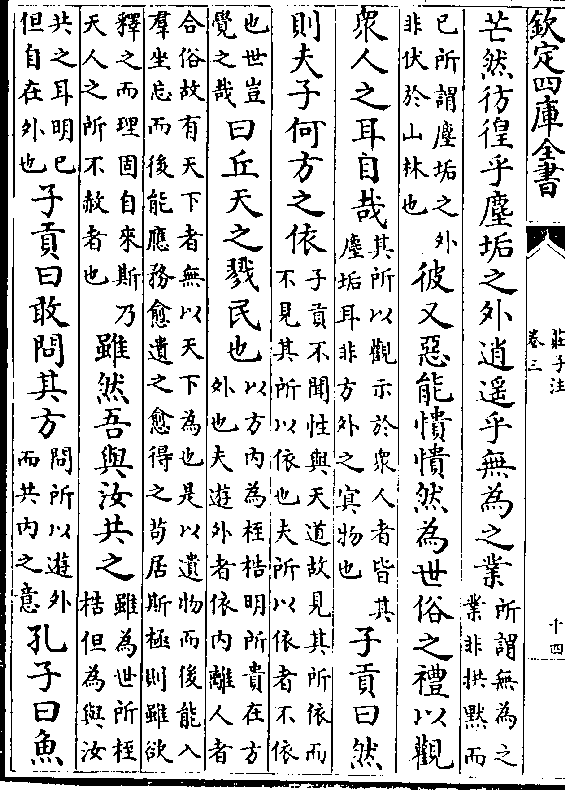 欽定四庫全書
莊子注
卷三
十四
芒然彷徨乎塵垢之外逍遥乎無為之業
所謂無為之
業非拱黙而
已所謂塵垢之外
非伏於山林也
彼又惡能憒憒然為世俗之禮以觀
衆人之耳目哉
其所以觀示於衆人者皆其
塵垢耳非方外之㝠物也
子貢曰然
則夫子何方之依
子貢不聞性與天道故見其所依而
不見其所以依也夫所以依者不依
也世豈
覺之哉
曰丘天之戮民也
以方内為桎梏明所貴在方
外也夫遊外者依内離人者
合俗故有天下者無以天下為也是以遺物而後能入
羣坐忘而後能應務愈遺之愈得之苟居斯極則雖欲
釋之而理固自來斯乃
天人之所不赦者也
雖然吾與汝共之
雖為世所桎
梏但為與汝
共之耳明已
但自在外也
子貢曰敢問其方
問所以遊外
而共内之意
孔子曰魚